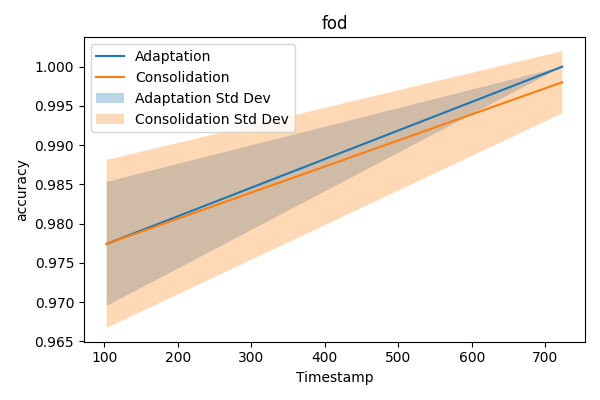 fod
Adaptation
Consolidation
Adaptation Std Dev
Consolidation Std Dev
accuracy
1.000
0.995
0.990
0.985
0.980
0.975
0.970
0.965
100 200 300 400 500 600 700
Timestamp